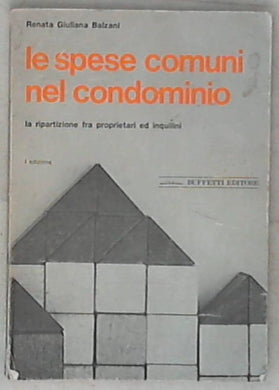 Renata Giuliana Balzani
le spese comuni
nel condominio
la ripartizione fra proprietari ed inquilini
I edizione
BUFFETTI EDITORE